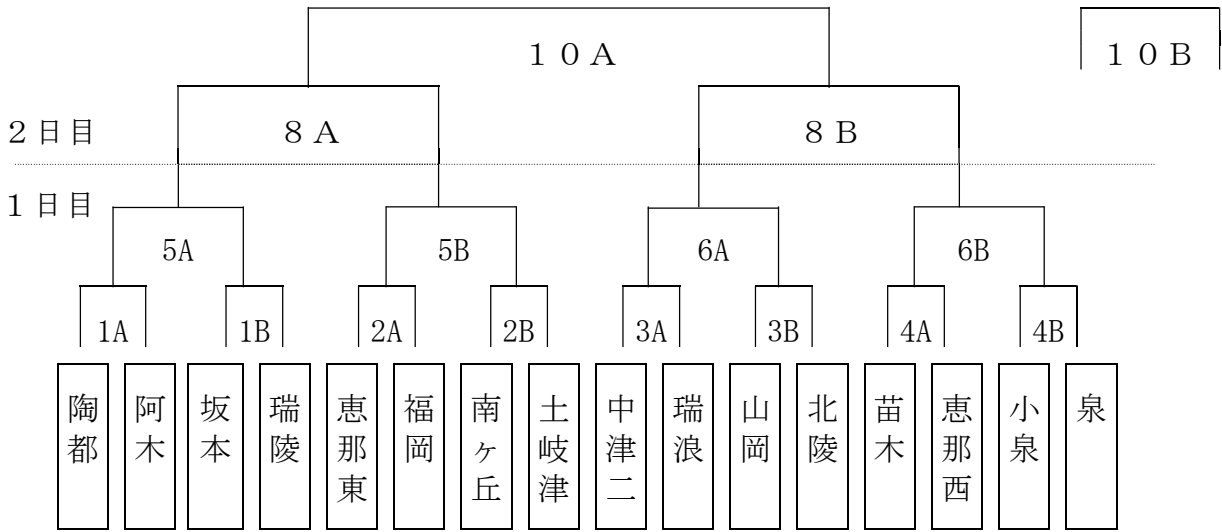 10A
10B
2日目
8A
8B
1日目
5A
5B
6A
6B
1A
1B
2A
2B
3A
3B
4A
4B
陶都
阿木
坂本
瑞陵
恵那東
福岡
南ヶ丘
土岐津
中津二
瑞浪
山岡
北陵
苗木
恵那西
小泉
泉